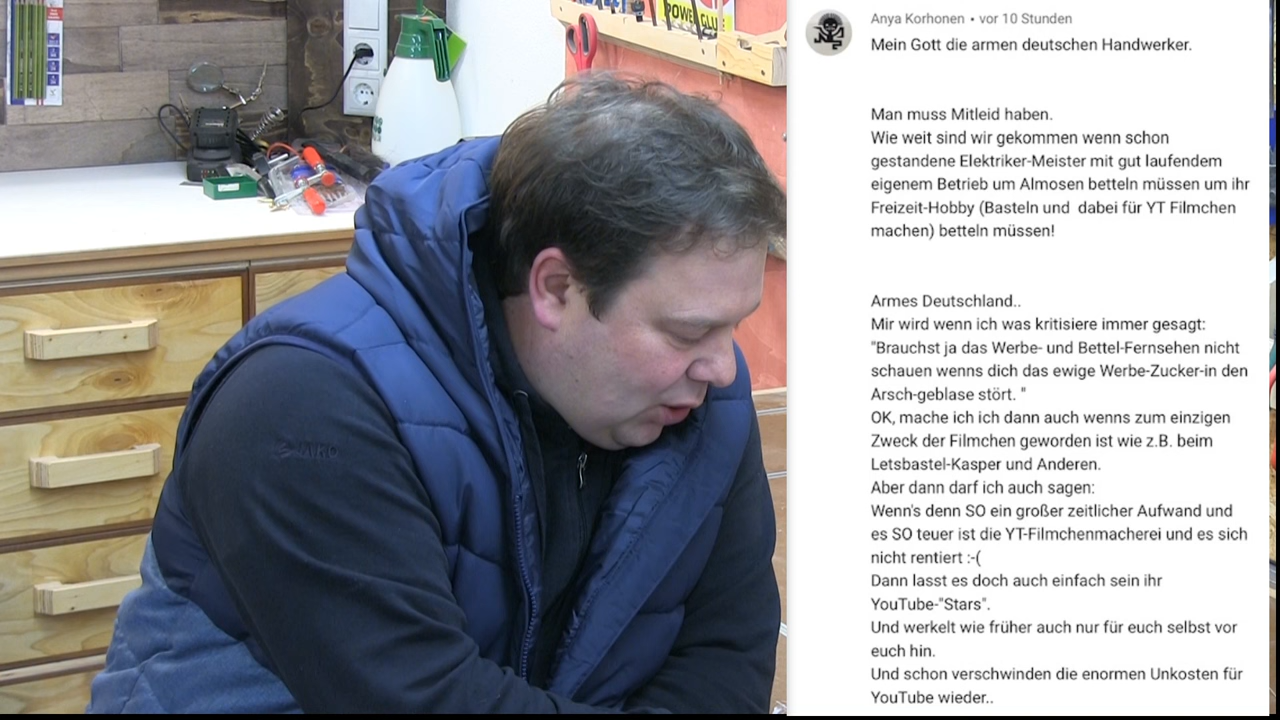 POWER GLUE
JAKO
Anya Korhonen • vor 10 Stunden
Mein Gott die armen deutschen Handwerker.
Man muss Mitleid haben.
Wie weit sind wir gekommen wenn schon
gestandene Elektriker-Meister mit gut laufendem
eigenem Betrieb um Almosen betteln müssen um ihr
Freizeit-Hobby (Basteln und  dabei für YT Filmchen
machen) betteln müssen!
Armes Deutschland..
Mir wird wenn ich was kritisiere immer gesagt:
"Brauchst ja das Werbe- und Bettel-Fernsehen nicht
schauen wenns dich das ewige Werbe-Zucker-in den
Arsch-geblase stört. "
OK, mache ich ich dann auch wenns zum einzigen
Zweck der Filmchen geworden ist wie z.B. beim
Letsbastel-Kasper und Anderen.
Aber dann darf ich auch sagen:
Wenn's denn SO ein großer zeitlicher Aufwand und
es SO teuer ist die YT-Filmchenmacherei und es sich
nicht rentiert :-(
Dann lasst es doch auch einfach sein ihr
YouTube-"Stars".
Und werkelt wie früher auch nur für euch selbst vor
euch hin.
Und schon verschwinden die enormen Unkosten für
YouTube wieder..